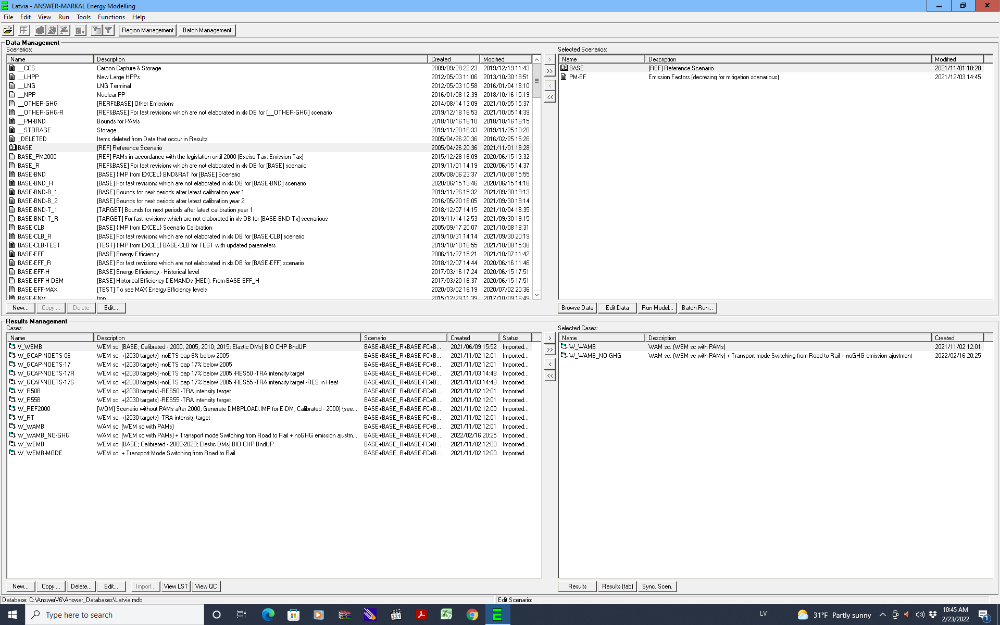 Latvia - ANSWER-MARKAL Energy Modelling
File Edit View Run Tools Functions Help
Region Management Batch Management
Data Management
Scenarios:
Name Description Created Modified
__CCS Carbon Capture & Storage 2009/09/28 22:23 2019/12/19 11:43
__LHPP New Large HPPs 2012/05/03 11:06 2013/10/30 18:51
__LNG LNG Terminal 2012/05/03 10:58 2016/01/04 18:10
__NPP Nuclear PP 2016/01/08 12:39 2018/10/16 15:19
__OTHER-GHG [RERF&BASE] Other Emissions 2014/08/14 13:09 2021/10/05 15:37
__OTHER-GHG-R [REF&BASE] For fast revisions which are not elaborated in xls DB for [__OTHER-GHG] scenario 2019/12/18 16:53 2021/10/05 14:39
__PM-BND Bounds for PAMs 2018/10/16 16:10 2018/10/16 16:15
__STORAGE Storage 2019/11/20 16:33 2019/11/25 10:28
_DELETED Items deleted from Data that occur in Results 2005/04/26 20:36 2016/02/25 15:26
BASE [REF] Reference Scenario 2005/04/26 20:36 2021/11/01 18:28
BASE_PM2000 [REF] PAMs in accordance with the legislation until 2000 (Excise Tax, Emission Tax) 2015/12/28 16:09 2020/06/15 13:32
BASE_R [REF&BASE] For fast revisions which are not elaborated in xls DB for [BASE] scenario 2019/11/01 14:19 2020/06/15 14:37
BASE-BND [BASE] {IMP from EXCEL} BND&RAT for [BASE] Scenario 2005/08/06 23:37 2021/10/08 15:55
BASE-BND_R [BASE] For fast revisions which are not elaborated in xls DB for [BASE-BND] scenario 2020/06/15 13:46 2020/06/15 14:18
BASE-BND-B_1 [BASE] Bounds for next periods after latest calibration year 1 2019/11/26 15:32 2021/09/30 19:13
BASE-BND-B_2 [BASE] Bounds for next periods after latest calibration year 2 2016/05/20 16:05 2021/09/30 19:14
BASE-BND-T_1 [TARGET] Bounds for next periods after latest calibration year 1 2018/12/07 14:15 2021/10/04 18:35
BASE-BND-T_R [TARGET] For fast revisions which are not elaborated in xls DB for [BASE-BND-Tx] scenarious 2019/11/14 12:53 2021/09/30 19:15
BASE-CLB [BASE] {IMP from EXCEL} Scenario Calibration 2005/09/17 20:07 2021/10/08 18:31
BASE-CLB_R [BASE] For fast revisions which are not elaborated in xls DB for [BASE-CLB] scenario 2019/10/31 14:14 2021/09/30 20:19
BASE-CLB-TEST [TEST] {IMP from EXCEL} BASE-CLB for TEST with updated parameters 2019/10/10 16:55 2021/10/08 15:38
BASE-EFF [BASE] Energy Efficiency 2006/11/27 15:21 2021/10/07 11:42
BASE-EFF_R [BASE] For fast revisions which are not elaborated in xls DB for [BASE-EFF] scenario 2018/12/07 14:44 2020/06/16 11:46
BASE-EFF-H [BASE] Energy Efficiency - Historical level 2017/03/16 17:24 2020/06/15 17:51
BASE-EFF-H-DEM [BASE] Historical Efficiency DEMANDs (HED). From BASE-EFF_H 2017/03/20 16:37 2020/06/15 17:51
BASE-EFF-MAX [TEST] To see MAX Energy Efficiency levels 2020/03/02 16:19 2020/07/02 20:36
BASE-ENV tmp 2015/12/29 11:39 2017/10/09 16:49
New... Copy ... Delete Edit...
> >> < <<
Selected Scenarios:
Name Description Modified
BASE [REF] Reference Scenario 2021/11/01 18:28
PM-EF Emission Factors (decresing for mitigation scenarious) 2021/12/03 14:45
Browse Data Edit Data Run Model... Batch Run...
Results Management
Cases:
Name Description Scenario Created Status
V_WEMB WEM sc. (BASE; Calibrated - 2000, 2005, 2010, 2015; Elastic DMs) BIO CHP BndUP BASE+BASE_R+BASE-FC+B... 2021/06/09 15:52 Imported...
W_GCAP-NOETS-06 WEM sc. +(2030 targets) -noETS cap 6% below 2005 BASE+BASE_R+BASE-FC+B... 2021/11/02 12:01 Imported...
W_GCAP-NOETS-17 WEM sc. +(2030 targets) -noETS cap 17% below 2005 BASE+BASE_R+BASE-FC+B... 2021/11/02 12:01 Imported...
W_GCAP-NOETS-17R WEM sc. +(2030 targets) -noETS cap 17% below 2005 -RES50 -TRA intensity target BASE+BASE_R+BASE-FC+B... 2021/11/03 14:48 Imported...
W_GCAP-NOETS-17S WEM sc. +(2030 targets) -noETS cap 17% below 2005 -RES55 -TRA intensity target -RES in Heat BASE+BASE_R+BASE-FC+B... 2021/11/03 14:48 Imported...
W_R50B WEM sc. +(2030 targets) -RES50 -TRA intensity target BASE+BASE_R+BASE-FC+B... 2021/11/02 12:01 Imported...
W_R55B WEM sc. +(2030 targets) -RES55 -TRA intensity target BASE+BASE_R+BASE-FC+B... 2021/11/02 12:01 Imported...
W_REF2000 [WOM] Scenario without PAMs after 2000; Generate DMBPLOAD.IMP for E-DM; Calibrated - 2000) {see... BASE+BASE_R+BASE-FC+B... 2021/11/02 12:00 Imported...
W_RT WEM sc. +(2030 targets) -TRA intensity target BASE+BASE_R+BASE-FC+B... 2021/11/02 12:01 Imported...
W_WAMB WAM sc. (WEM sc with PAMs) BASE+BASE_R+BASE-FC+B... 2021/11/02 12:01 Imported...
W_WAMB_NO-GHG WAM sc. (WEM sc with PAMs) + Transport mode Switching from Road to Rail + noGHG emission ajustm... BASE+BASE_R+BASE-FC+B... 2022/02/16 20:25 Imported...
W_WEMB WEM sc. (BASE; Calibrated - 2000-2020; Elastic DMs) BIO CHP BndUP BASE+BASE_R+BASE-FC+B... 2021/11/02 12:00 Imported...
W_WEMB-MODE WEM sc. + Transport Mode Switching from Road to Rail BASE+BASE_R+BASE-FC+B... 2021/11/02 12:00 Imported...
New... Copy ... Delete... Edit... Import... View LST View QC
> >> < <<
Selected Cases:
Name Description Created
W_WAMB WAM sc. (WEM sc with PAMs) 2021/11/02 12:01
W_WAMB_NO-GHG WAM sc. (WEM sc with PAMs) + Transport mode Switching from Road to Rail + noGHG emission ajustment 2022/02/16 20:25
Results Results (tab) Sync. Scen.
Database: C:\AnswerV6\Answer_Databases\Latvia.mdb Edit Scenario:
Type here to search
321
LV
31°F Partly sunny
10:45 AM
2/23/2022
1